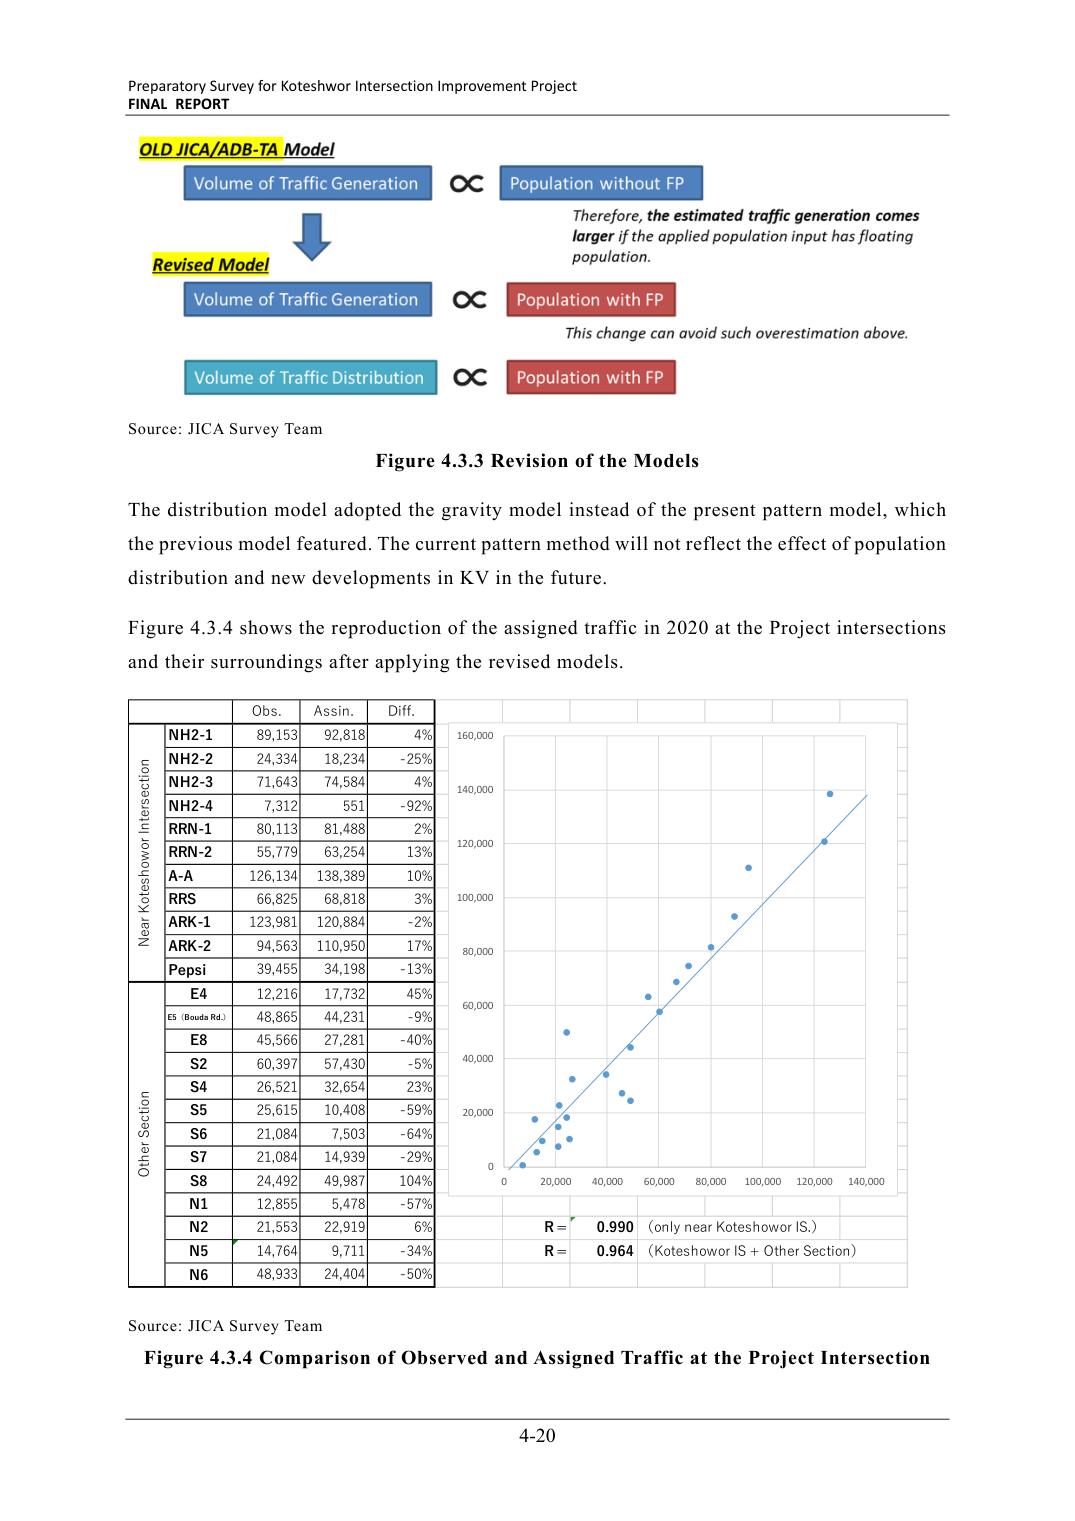 Preparatory Survey for Koteshwor Intersection Improvement Project
FINAL REPORT
OLD JICA/ADB-TA Model
Volume of Traffic Generation ∝ Population without FP
Therefore, the estimated traffic generation comes
larger if the applied population input has floating
population.
Revised Model
Volume of Traffic Generation ∝ Population with FP
This change can avoid such overestimation above.
Volume of Traffic Distribution ∝ Population with FP
Source: JICA Survey Team
Figure 4.3.3 Revision of the Models
The distribution model adopted the gravity model instead of the present pattern model, which
the previous model featured. The current pattern method will not reflect the effect of population
distribution and new developments in KV in the future.
Figure 4.3.4 shows the reproduction of the assigned traffic in 2020 at the Project intersections
and their surroundings after applying the revised models.
Obs. Assin. Diff.
Near Koteshowor Intersection
NH2-1 89,153 92,818 4%
NH2-2 24,334 18,234 -25%
NH2-3 71,643 74,584 4%
NH2-4 7,312 551 -92%
RRN-1 80,113 81,488 2%
RRN-2 55,779 63,254 13%
A-A 126,134 138,389 10%
RRS 66,825 68,818 3%
ARK-1 123,981 120,884 -2%
ARK-2 94,563 110,950 17%
Pepsi 39,455 34,198 -13%
Other Section
E4 12,216 17,732 45%
E5 (Bouda Rd.) 48,865 44,231 -9%
E8 45,566 27,281 -40%
S2 60,397 57,430 -5%
S4 26,521 32,654 23%
S5 25,615 10,408 -59%
S6 21,084 7,503 -64%
S7 21,084 14,939 -29%
S8 24,492 49,987 104%
N1 12,855 5,478 -57%
N2 21,553 22,919 6%
N5 14,764 9,711 -34%
N6 48,933 24,404 -50%
160,000
140,000
120,000
100,000
80,000
60,000
40,000
20,000
0
0 20,000 40,000 60,000 80,000 100,000 120,000 140,000
R = 0.990 (only near Koteshowor IS.)
R = 0.964 (Koteshowor IS + Other Section)
Source: JICA Survey Team
Figure 4.3.4 Comparison of Observed and Assigned Traffic at the Project Intersection
4-20